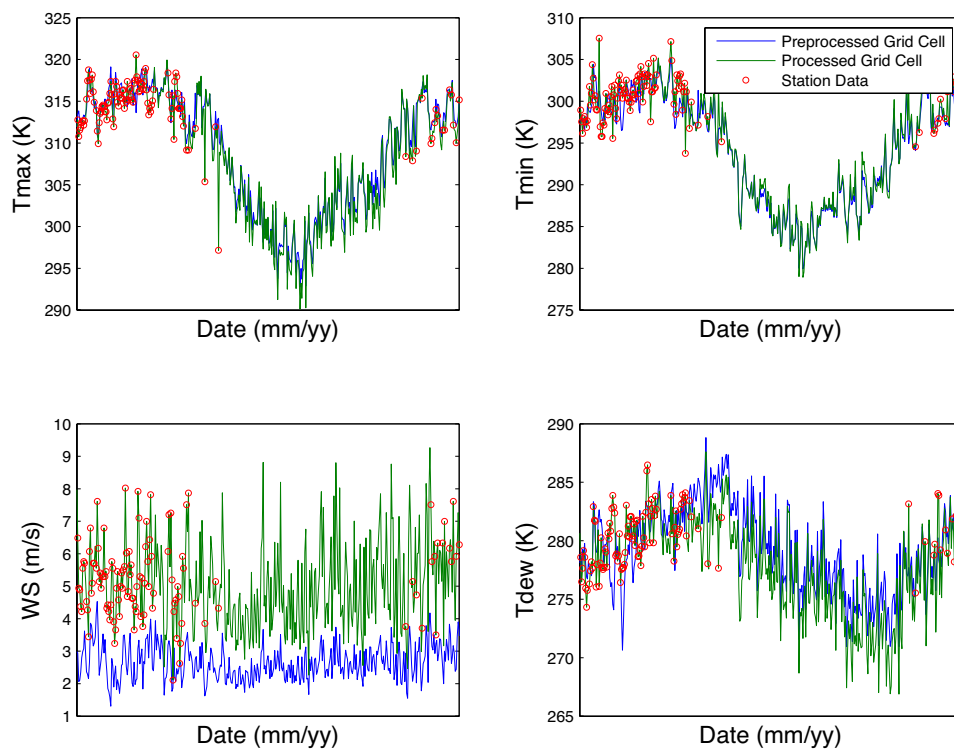 325
320
315
310
305
300
295
290
Tmax (K)
Date (mm/yy)
310
305
300
295
290
285
280
275
Tmin (K)
Date (mm/yy)
Preprocessed Grid Cell
Processed Grid Cell
Station Data
10
9
8
7
6
5
4
3
2
1
WS (m/s)
Date (mm/yy)
290
285
280
275
270
265
Tdew (K)
Date (mm/yy)